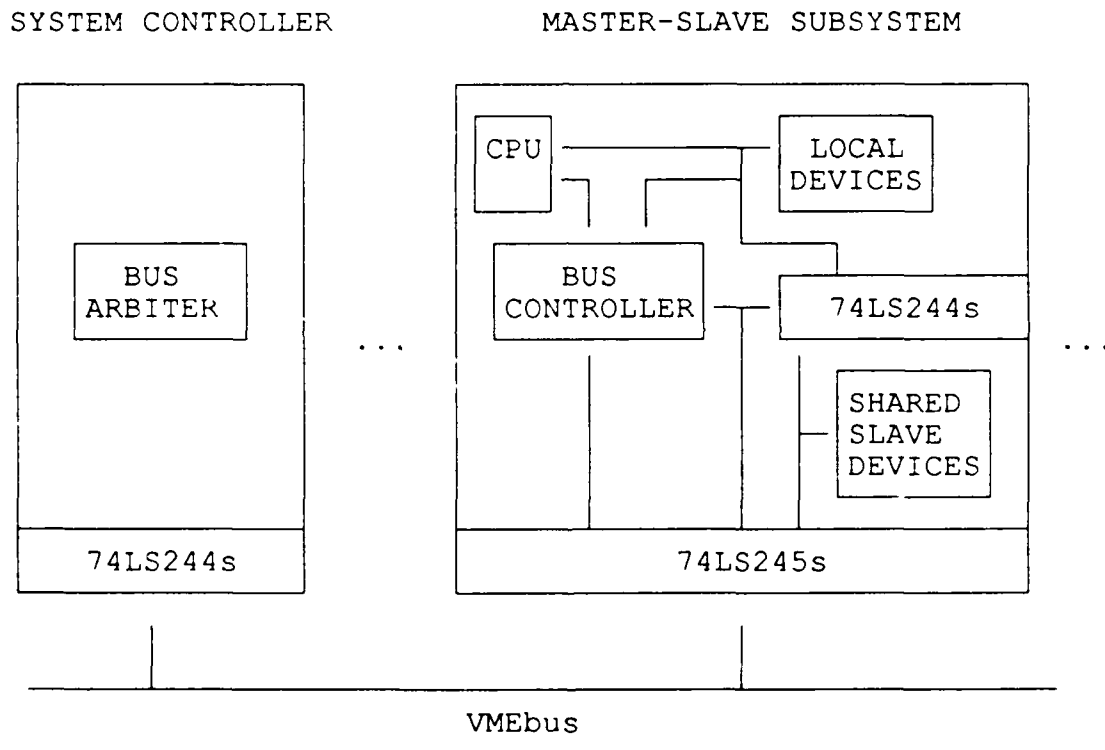 SYSTEM CONTROLLER
MASTER-SLAVE SUBSYSTEM
CPU
LOCAL
DEVICES
BUS
ARBITER
BUS
CONTROLLER
74LS244s
...
...
SHARED
SLAVE
DEVICES
74LS244s
74LS245s
VMEbus